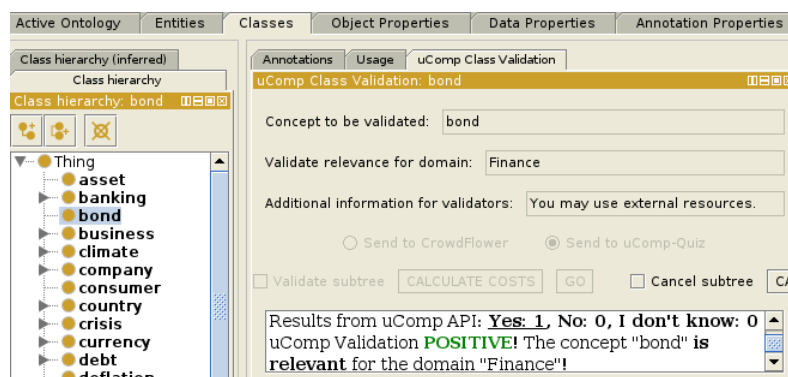 Active Ontology Entities Classes Object Properties Data Properties Annotation Properties
Class hierarchy (inferred)
Class hierarchy
Class hierarchy: bond
Thing
asset
banking
bond
business
climate
company
consumer
country
crisis
currency
debt
deflation
Annotations Usage uComp Class Validation
uComp Class Validation: bond
Concept to be validated: bond
Validate relevance for domain: Finance
Additional information for validators: You may use external resources.
Send to CrowdFlower Send to uComp-Quiz
Validate subtree CALCULATE COSTS GO Cancel subtree
Results from uComp API: Yes: 1, No: 0, I don't know: 0
uComp Validation POSITIVE! The concept "bond" is
relevant for the domain "Finance"!